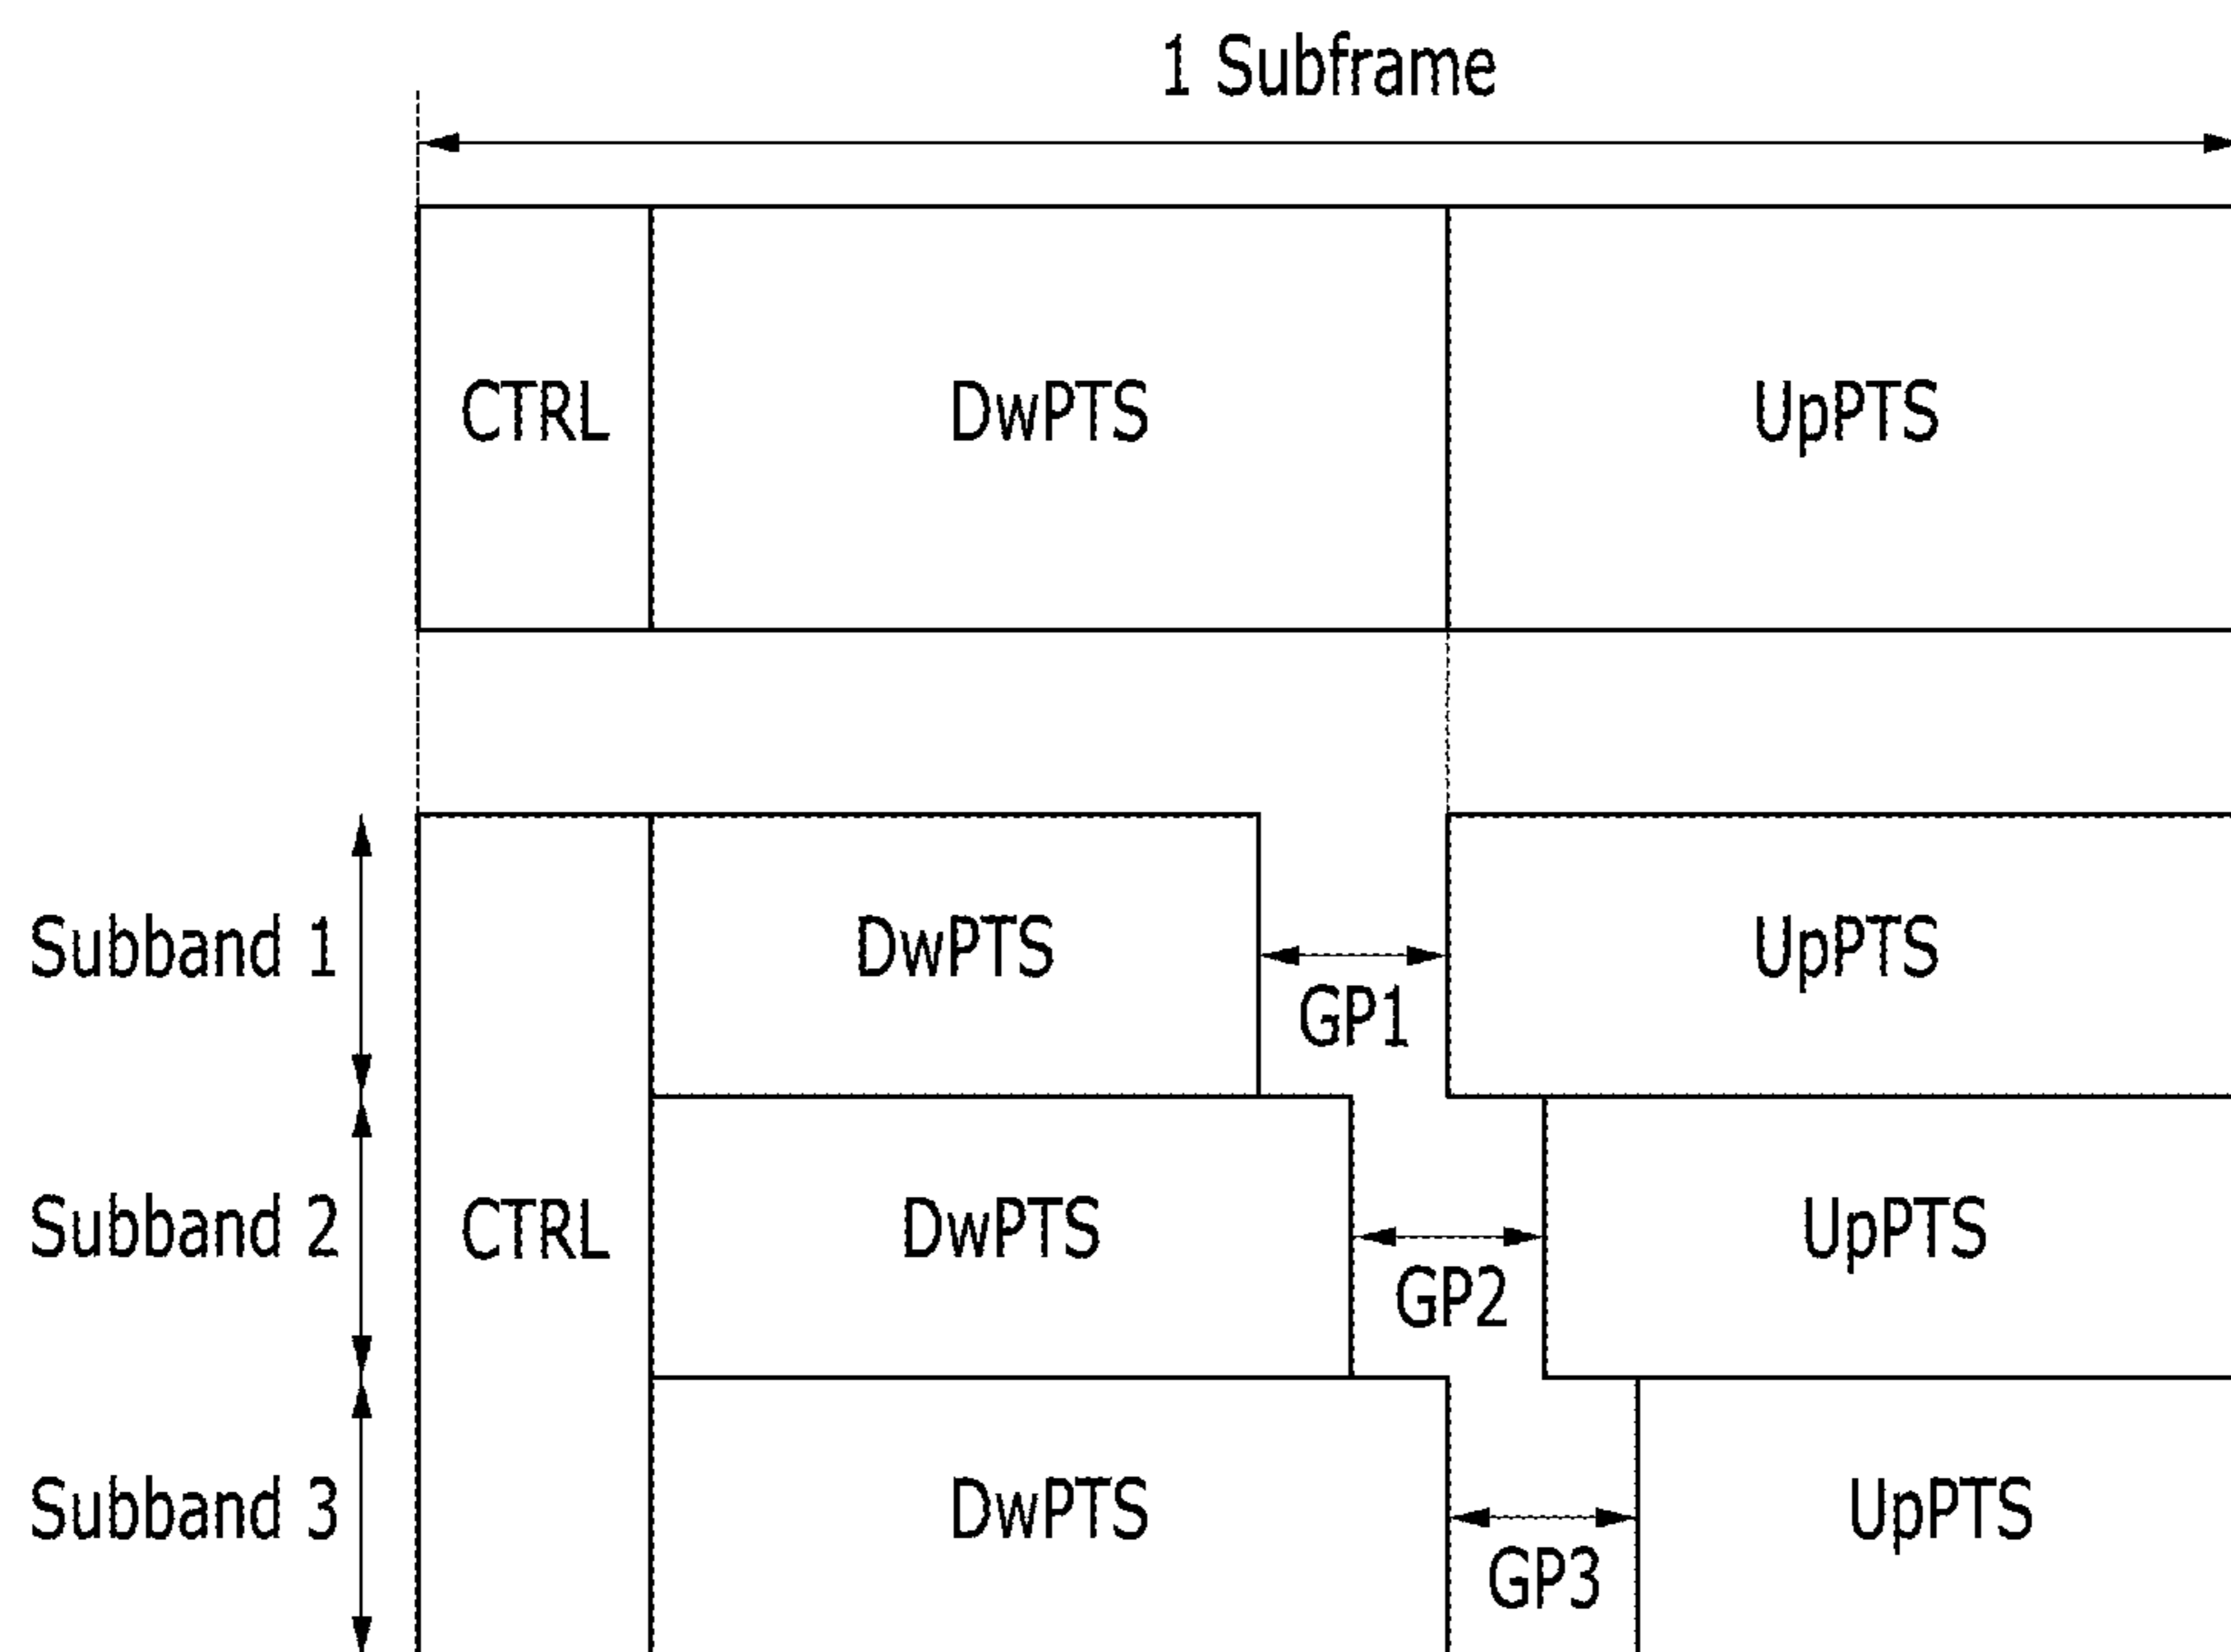 1 Subframe
CTRL DwPTS UpPTS
Subband 1 DwPTS GP1 UpPTS
Subband 2 CTRL DwPTS GP2 UpPTS
Subband 3 DwPTS GP3 UpPTS